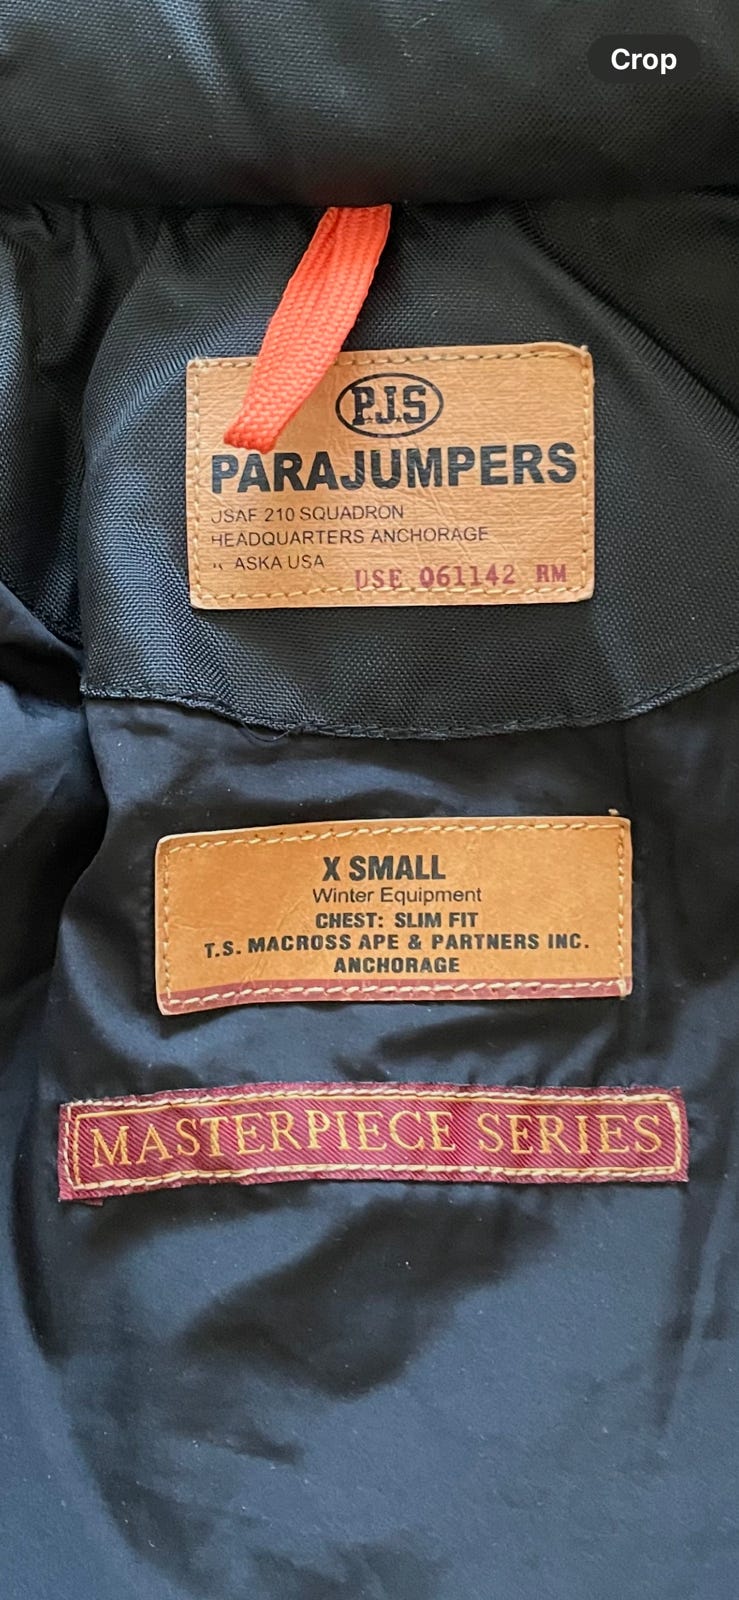 Crop
P.J.S
PARAJUMPERS
USAF 210 SQUADRON
HEADQUARTERS ANCHORAGE
ASKA USA
USE 061142 RM
X SMALL
Winter Equipment
CHEST: SLIM FIT
T.S. MACROSS APE & PARTNERS INC.
ANCHORAGE
MASTERPIECE SERIES